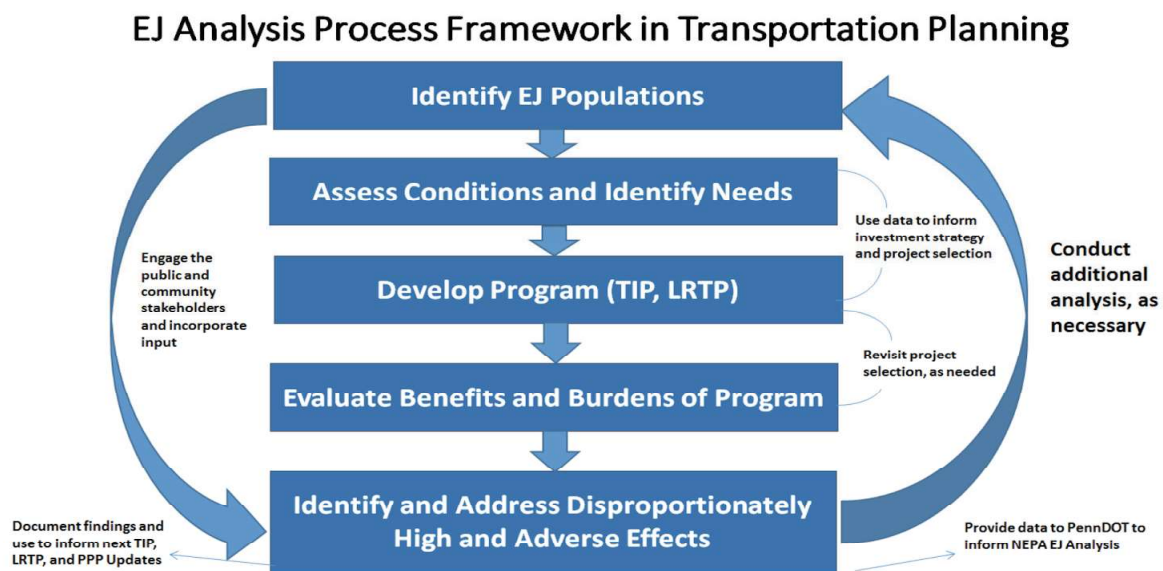 EJ Analysis Process Framework in Transportation Planning
Identify EJ Populations
Assess Conditions and Identify Needs
Use data to inform
investment strategy
and project selection
Engage the
public and
community
stakeholders
and incorporate
input
Develop Program (TIP, LRTP)
Conduct
additional
analysis, as
necessary
Revisit project
selection, as needed
Evaluate Benefits and Burdens of Program
Identify and Address Disproportionately
High and Adverse Effects
Document findings and
use to inform next TIP,
LRTP, and PPP Updates
Provide data to PennDOT to
inform NEPA EJ Analysis